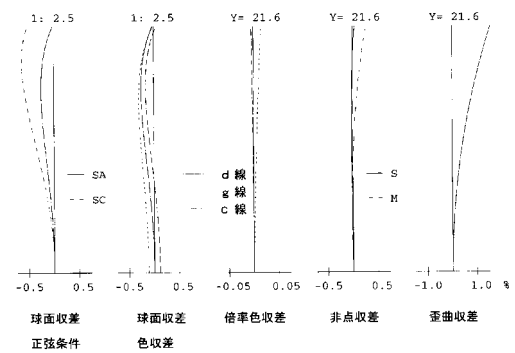 1: 2.5
1: 2.5
Y= 21.6
Y= 21.6
Y= 21.6
SA
SC
d 線
g 線
C 線
S
M
-0.5 0.5
-0.5 0.5
-0.05 0.05
-0.5 0.5
-1.0 1.0 %
球面収差
正弦条件
球面収差
色収差
倍率色収差
非点収差
歪曲収差